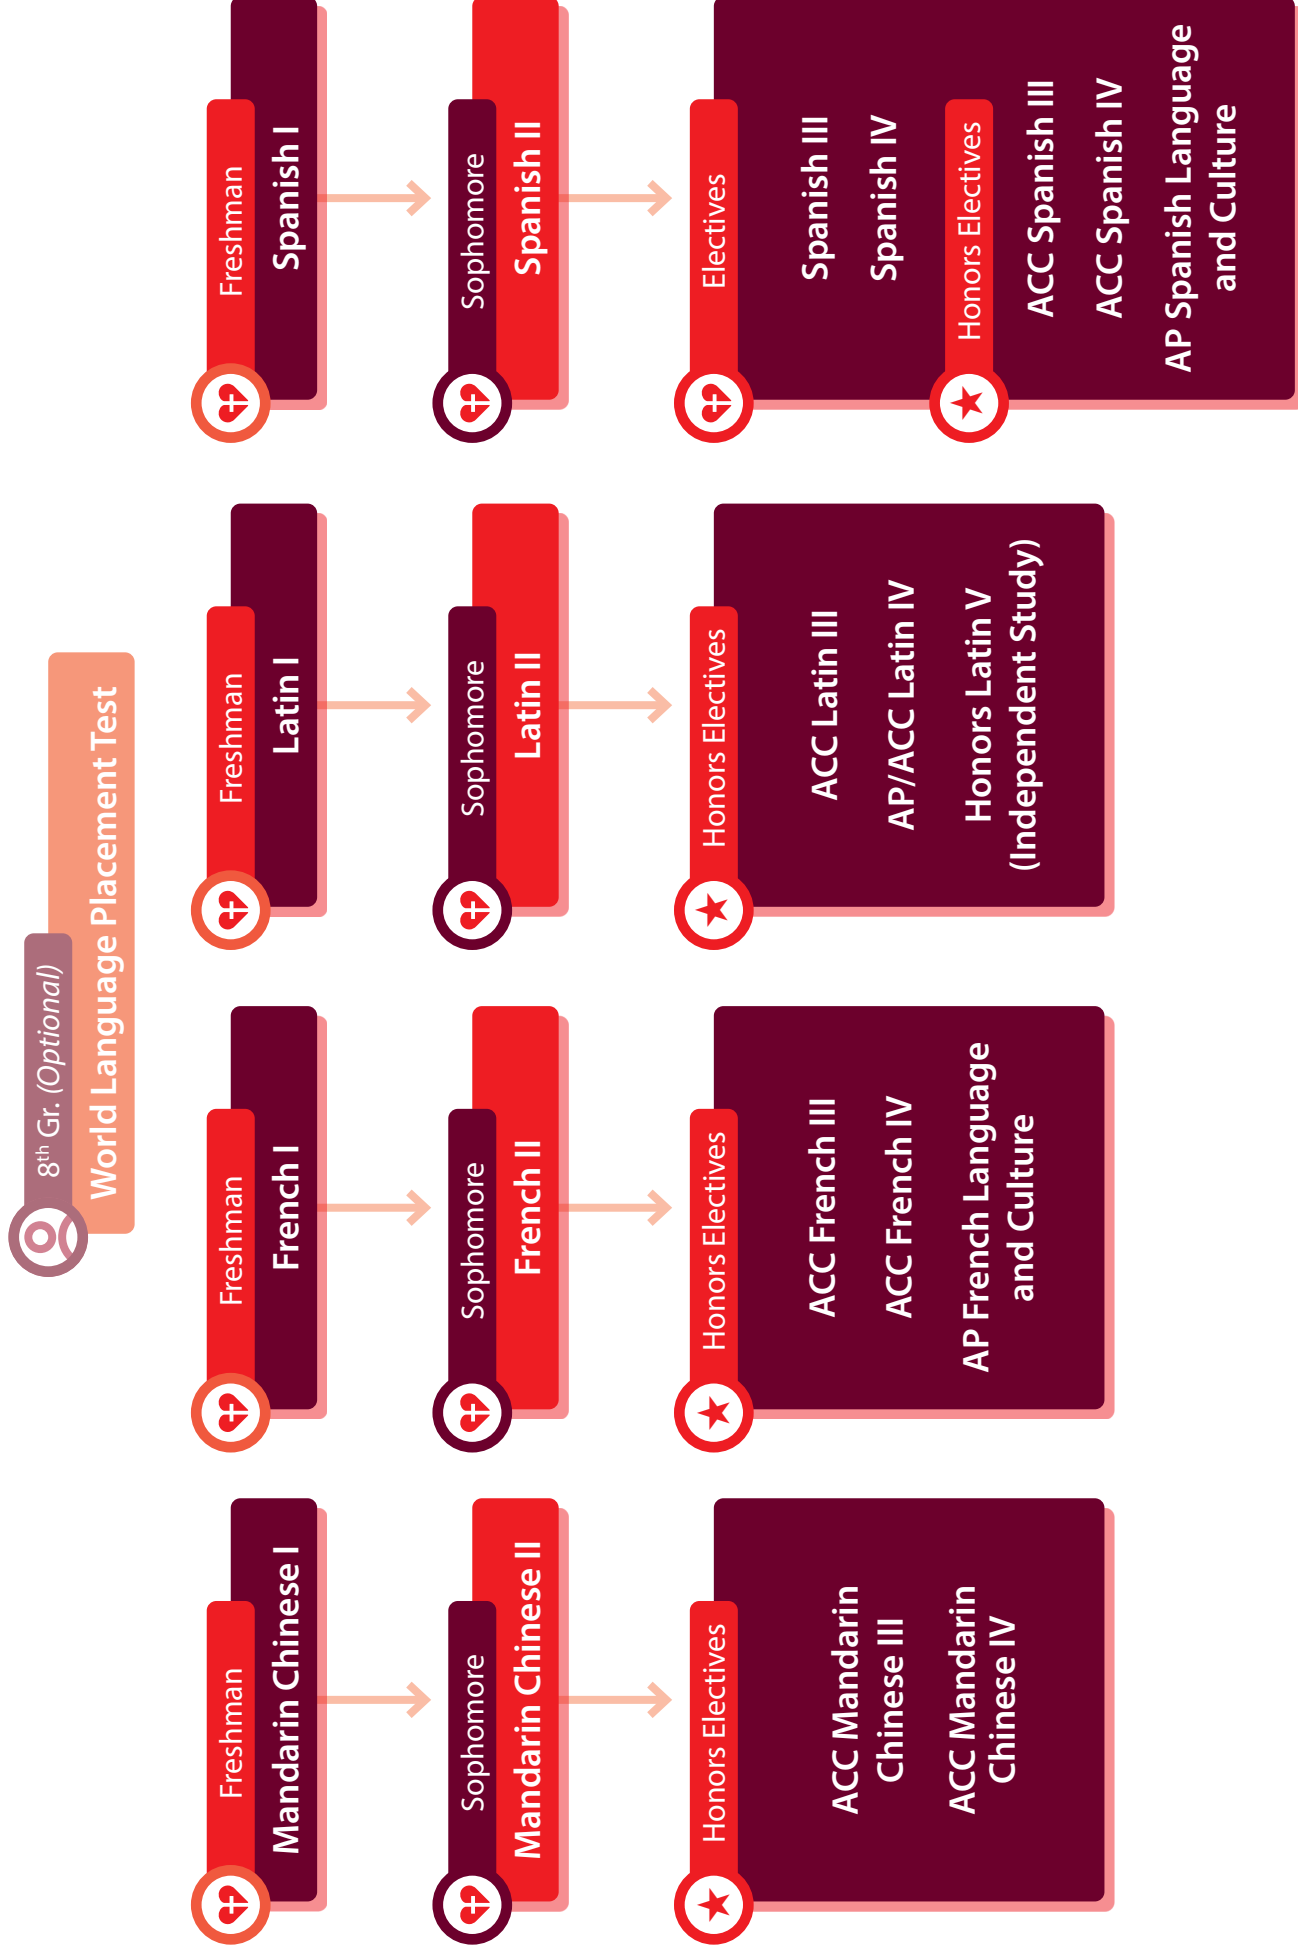 8th Gr. (Optional)
World Language Placement Test
Freshman
Mandarin Chinese I
Sophomore
Mandarin Chinese II
Honors Electives
ACC Mandarin
Chinese III
ACC Mandarin
Chinese IV
Freshman
French I
Sophomore
French II
Honors Electives
ACC French III
ACC French IV
AP French Language
and Culture
Freshman
Latin I
Sophomore
Latin II
Honors Electives
ACC Latin III
AP/ACC Latin IV
Honors Latin V
(Independent Study)
Freshman
Spanish I
Sophomore
Spanish II
Electives
Spanish III
Spanish IV
Honors Electives
ACC Spanish III
ACC Spanish IV
AP Spanish Language
and Culture